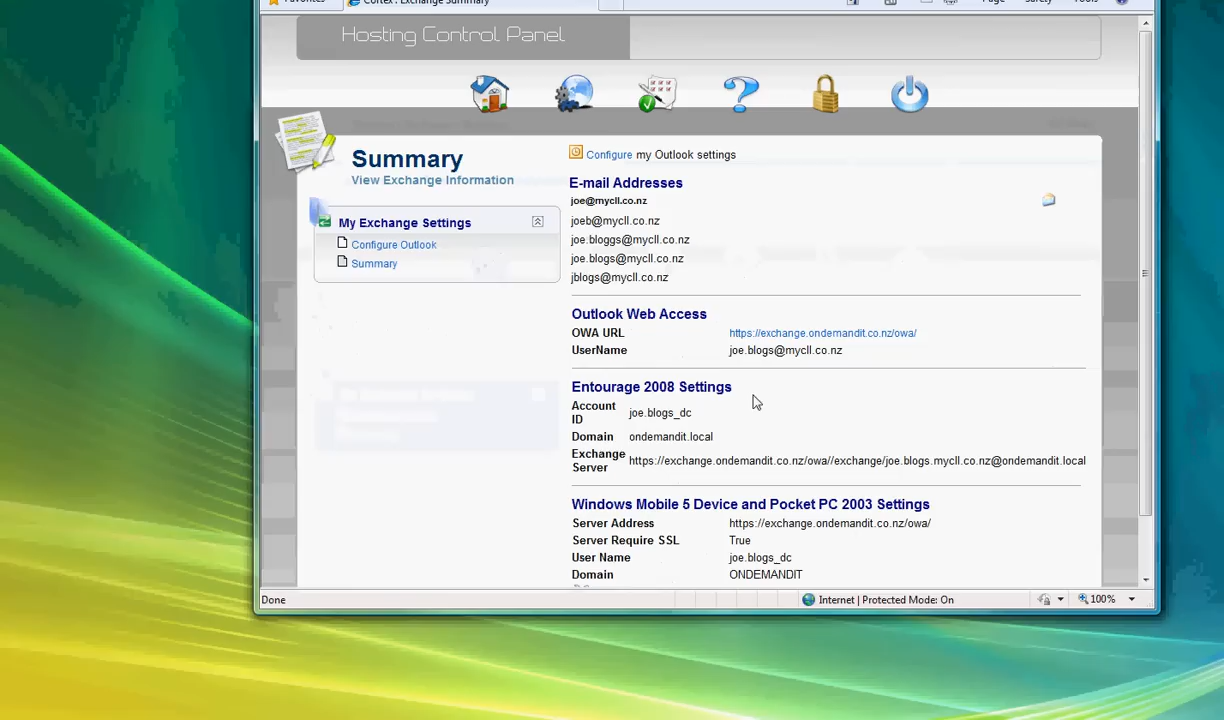 Favorites
Cortex : Exchange Summary
Page
Safety
Tools
Hosting Control Panel
Summary
View Exchange Information
My Exchange Settings
Configure Outlook
Summary
Configure my Outlook settings
E-mail Addresses
joe@mycll.co.nz
joeb@mycll.co.nz
joe.bloggs@mycll.co.nz
joe.blogs@mycll.co.nz
jblogs@mycll.co.nz
Outlook Web Access
OWA URL https://exchange.ondemandit.co.nz/owa/
UserName joe.blogs@mycll.co.nz
Entourage 2008 Settings
Account ID joe.blogs_dc
Domain ondemandit.local
Exchange Server https://exchange.ondemandit.co.nz/owa//exchange/joe.blogs.mycll.co.nz@ondemandit.local
Windows Mobile 5 Device and Pocket PC 2003 Settings
Server Address https://exchange.ondemandit.co.nz/owa/
Server Require SSL True
User Name joe.blogs_dc
Domain ONDEMANDIT
Done
Internet | Protected Mode: On
100%